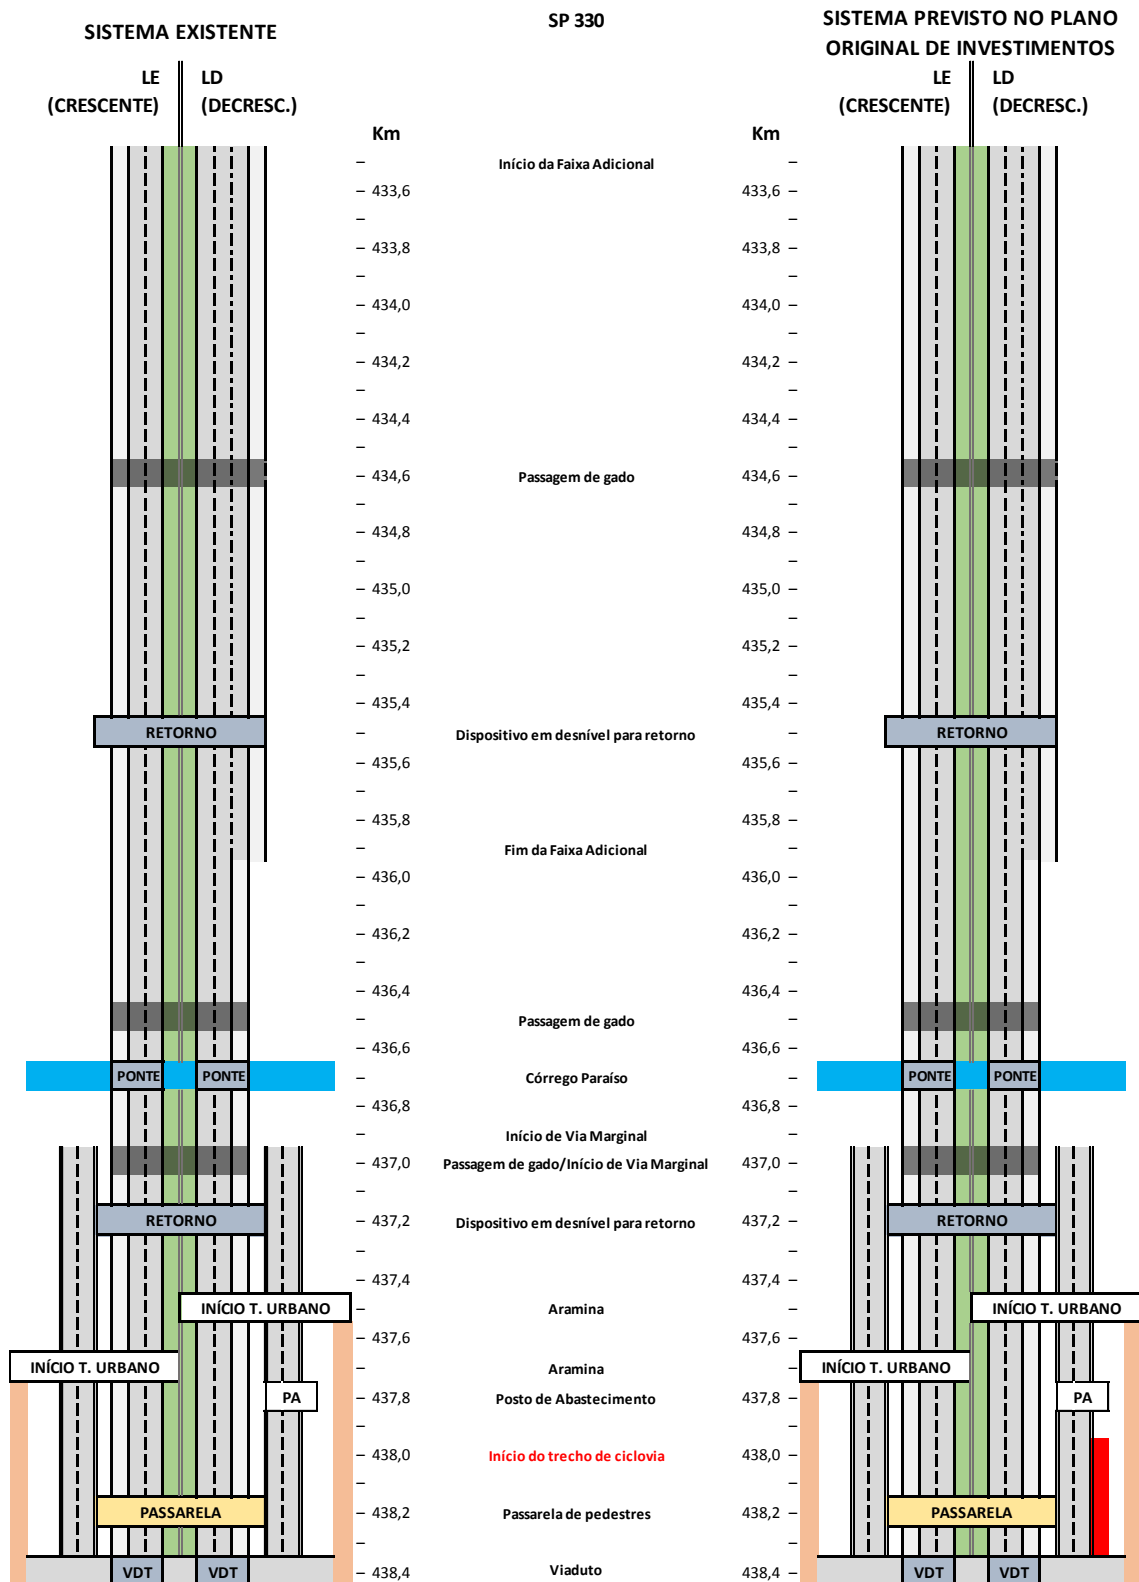 SISTEMA EXISTENTE
SP 330
SISTEMA PREVISTO NO PLANO
ORIGINAL DE INVESTIMENTOS
LE
(CRESCENTE)
LD
(DECRESC.)
LE
(CRESCENTE)
LD
(DECRESC.)
Km
Km
– Início da Faixa Adicional –
– 433,6 433,6 –
– –
– 433,8 433,8 –
– –
– 434,0 434,0 –
– –
– 434,2 434,2 –
– –
– 434,4 434,4 –
– –
– 434,6 Passagem de gado 434,6 –
– –
– 434,8 434,8 –
– –
– 435,0 435,0 –
– –
– 435,2 435,2 –
– –
– 435,4 435,4 –
RETORNO – Dispositivo em desnível para retorno – RETORNO
– 435,6 435,6 –
– –
– 435,8 435,8 –
– Fim da Faixa Adicional –
– 436,0 436,0 –
– –
– 436,2 436,2 –
– –
– 436,4 436,4 –
– Passagem de gado –
– 436,6 436,6 –
PONTE PONTE – Córrego Paraíso – PONTE PONTE
– 436,8 436,8 –
– Início de Via Marginal –
– 437,0 Passagem de gado/Início de Via Marginal 437,0 –
– –
RETORNO – 437,2 Dispositivo em desnível para retorno 437,2 – RETORNO
– –
– 437,4 437,4 –
INÍCIO T. URBANO – Aramina – INÍCIO T. URBANO
– 437,6 437,6 –
INÍCIO T. URBANO – Aramina – INÍCIO T. URBANO
PA – 437,8 Posto de Abastecimento 437,8 – PA
– –
– 438,0 Início do trecho de ciclovia 438,0 –
– –
PASSARELA – 438,2 Passarela de pedestres 438,2 – PASSARELA
– –
VDT VDT – 438,4 Viaduto 438,4 – VDT VDT